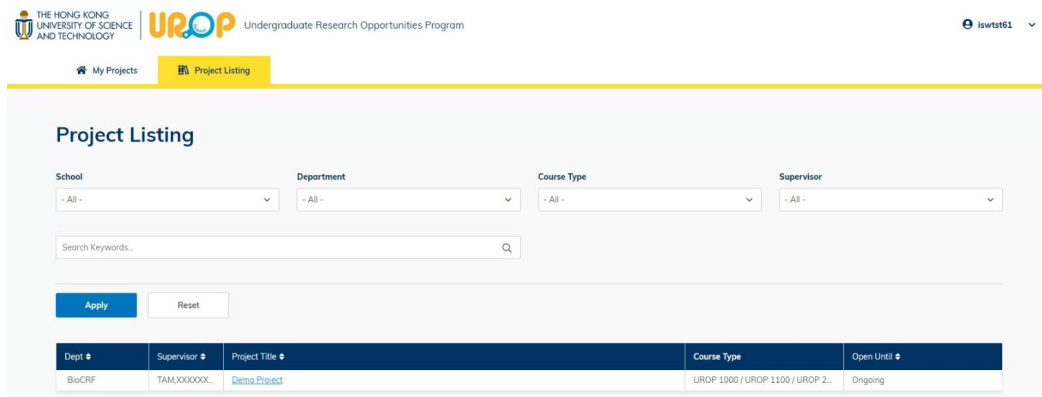 THE HONG KONG
UNIVERSITY OF SCIENCE
AND TECHNOLOGY
UROP
Undergraduate Research Opportunities Program
iswtst61
My Projects
Project Listing
Project Listing
School
Department
Course Type
Supervisor
- All -
- All -
- All -
- All -
Search Keywords...
Apply
Reset
Dept
Supervisor
Project Title
Course Type
Open Until
BioCRF
TAM,XXXXXX...
Demo Project
UROP 1000 / UROP 1100 / UROP 2...
Ongoing